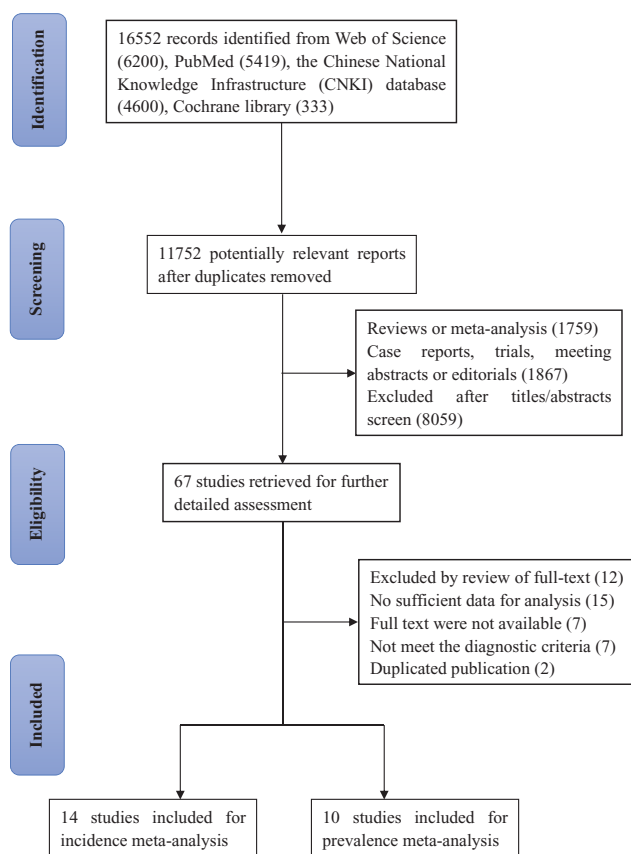 Identification
16552 records identified from Web of Science
(6200), PubMed (5419), the Chinese National
Knowledge Infrastructure (CNKI) database
(4600), Cochrane library (333)
Screening
11752 potentially relevant reports
after duplicates removed
Reviews or meta-analysis (1759)
Case reports, trials, meeting
abstracts or editorials (1867)
Excluded after titles/abstracts
screen (8059)
Eligibility
67 studies retrieved for further
detailed assessment
Excluded by review of full-text (12)
No sufficient data for analysis (15)
Full text were not available (7)
Not meet the diagnostic criteria (7)
Duplicated publication (2)
Included
14 studies included for
incidence meta-analysis
10 studies included for
prevalence meta-analysis